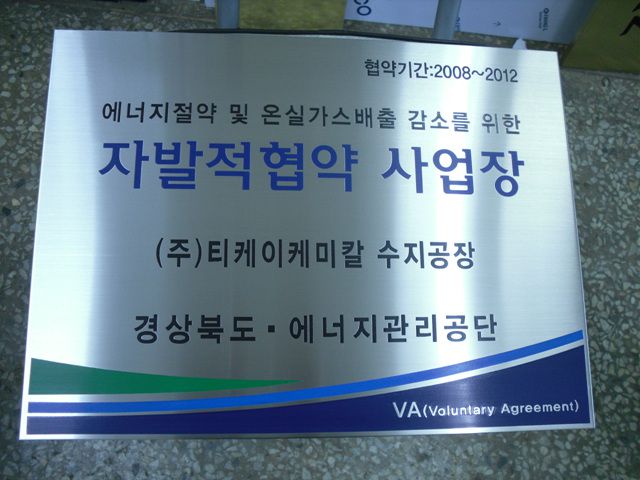 협약기간:2008~2012
에너지절약 및 온실가스배출 감소를 위한
자발적협약 사업장
(주)티케이케미칼 수지공장
경상북도·에너지관리공단
VA(Voluntary Agreement)
CO